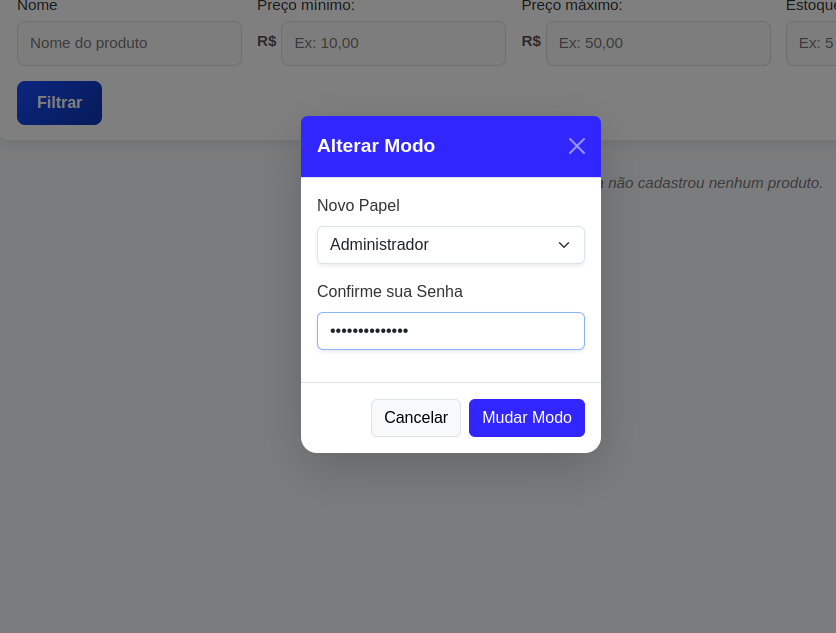 Nome Preço mínimo: Preço máximo:
Nome do produto R$ Ex: 10,00 R$ Ex: 50,00 Ex: 5
Filtrar
não cadastrou nenhum produto.
Alterar Modo
Novo Papel
Administrador
Confirme sua Senha
••••••••••••••
Cancelar Mudar Modo